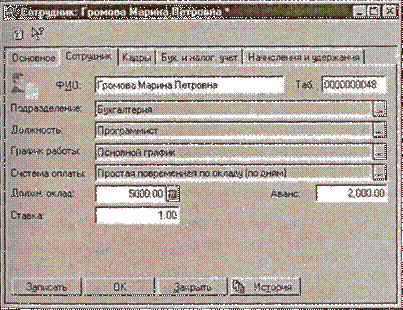 Сотрудник: Громова Марина Петровна *
Основное Сотрудник Кадры Бух. и налог. учет Начисления и удержания
ФИО: Громова Марина Петровна Таб. 0000000048
Подразделение: Бухгалтерия ...
Должность: Программист ...
График работы: Основной график ...
Система оплаты: Простая повременная по окладу (по дням) ...
Должн. оклад: 5000.00 Аванс: 2,000.00
Ставка: 1.00
Записать OK Закрыть История